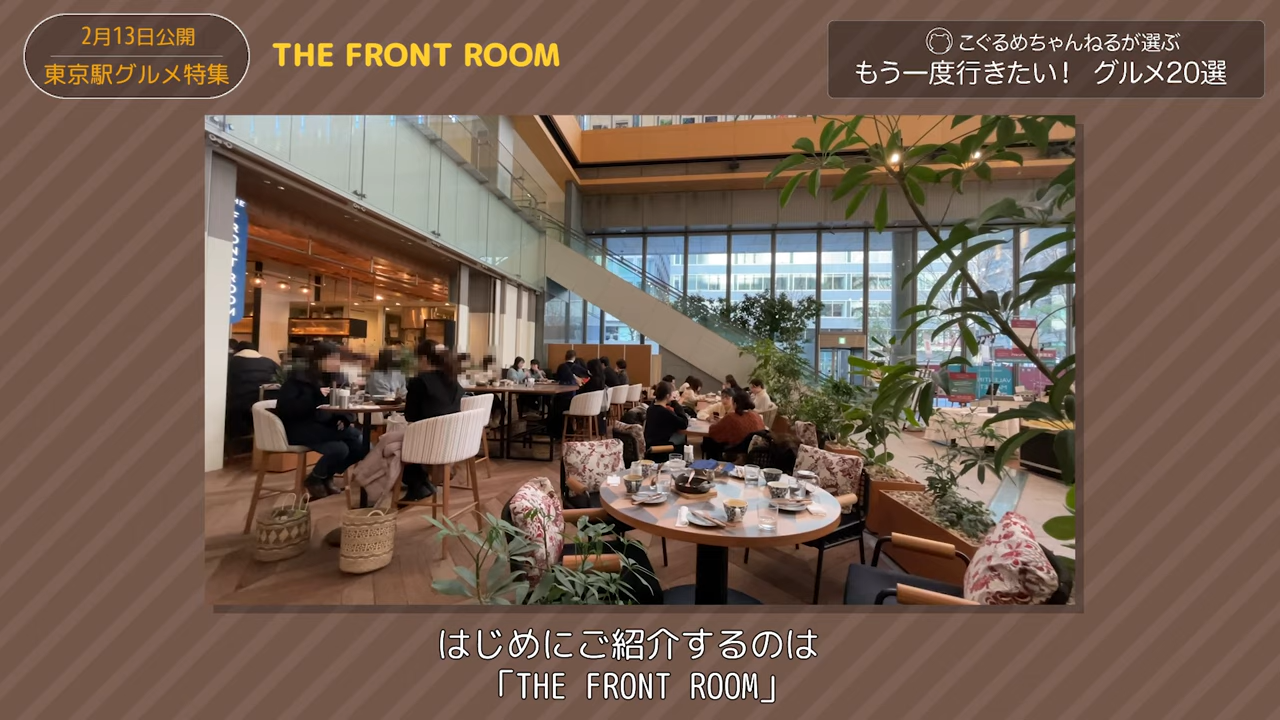 2月13日公開
東京駅グルメ特集
THE FRONT ROOM
こぐるめちゃんねるが選ぶ
もう一度行きたい！ グルメ20選
THE FRONT ROOM
はじめにご紹介するのは
「THE FRONT ROOM」